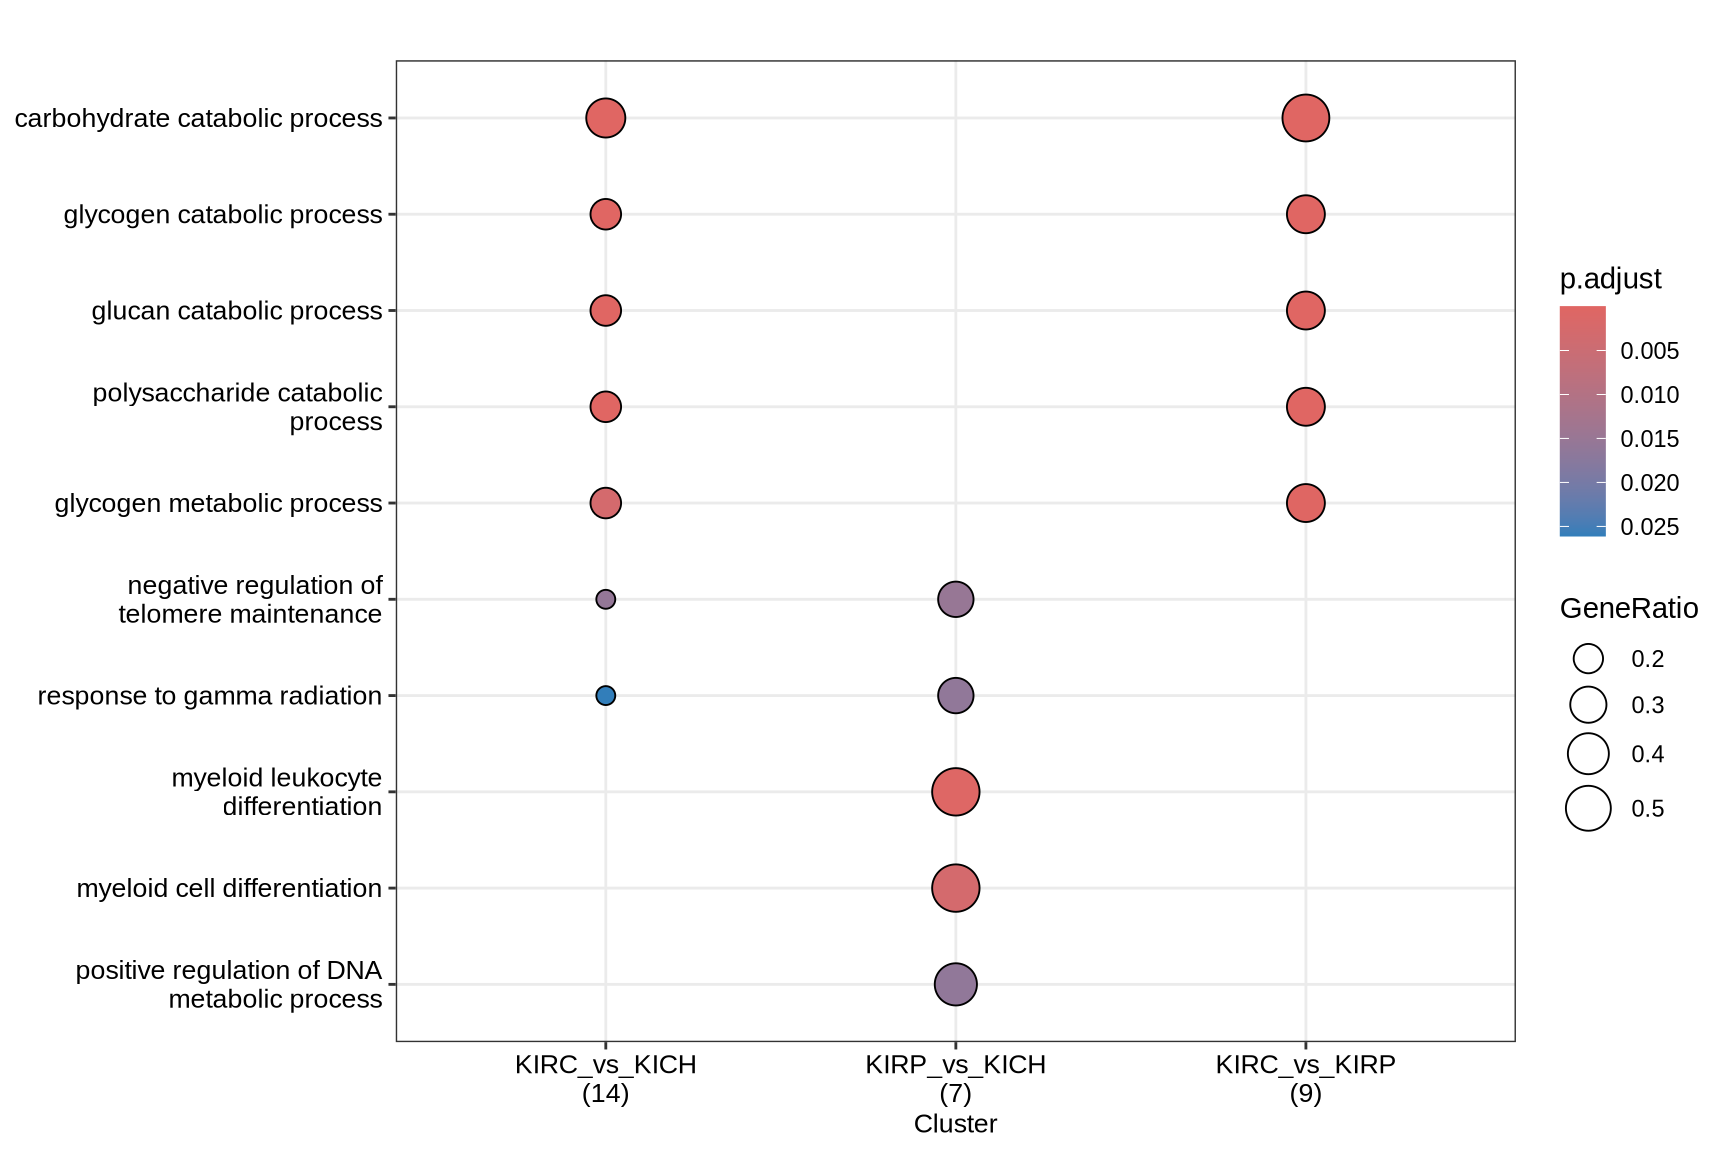 carbohydrate catabolic process
glycogen catabolic process
glucan catabolic process
polysaccharide catabolic
process
glycogen metabolic process
negative regulation of
telomere maintenance
response to gamma radiation
myeloid leukocyte
differentiation
myeloid cell differentiation
positive regulation of DNA
metabolic process
KIRC_vs_KICH
(14)
KIRP_vs_KICH
(7)
KIRC_vs_KIRP
(9)
Cluster
p.adjust
0.005
0.010
0.015
0.020
0.025
GeneRatio
0.2
0.3
0.4
0.5